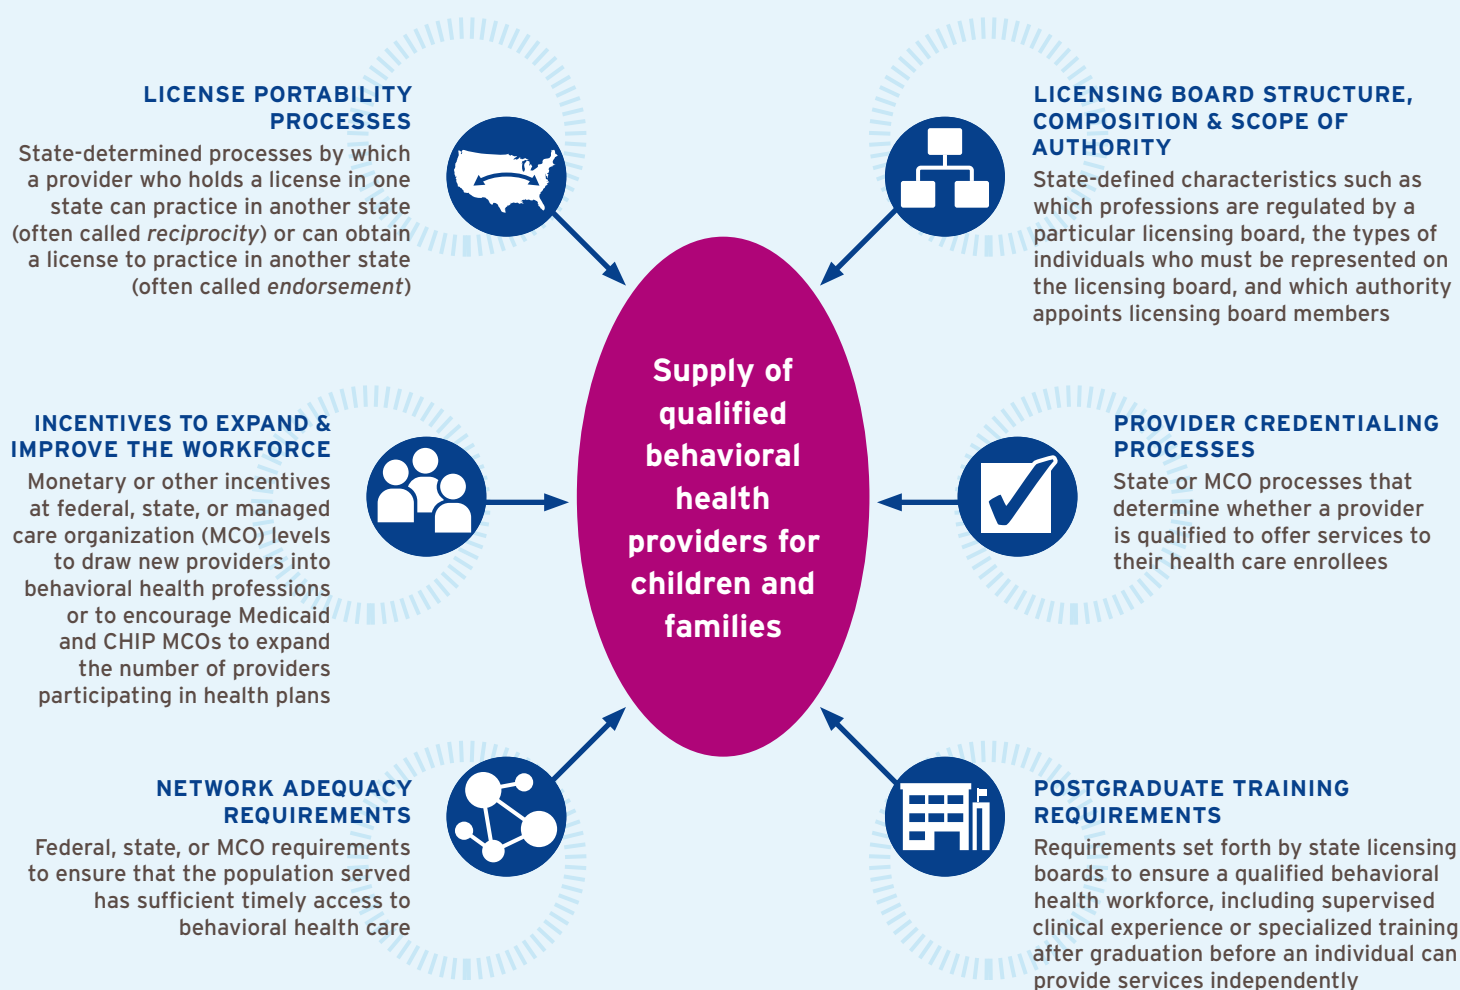 LICENSE PORTABILITY
PROCESSES
State-determined processes by which
a provider who holds a license in one
state can practice in another state
(often called reciprocity) or can obtain
a license to practice in another state
(often called endorsement)
LICENSING BOARD STRUCTURE,
COMPOSITION & SCOPE OF
AUTHORITY
State-defined characteristics such as
which professions are regulated by a
particular licensing board, the types of
individuals who must be represented on
the licensing board, and which authority
appoints licensing board members
INCENTIVES TO EXPAND &
IMPROVE THE WORKFORCE
Monetary or other incentives
at federal, state, or managed
care organization (MCO) levels
to draw new providers into
behavioral health professions
or to encourage Medicaid
and CHIP MCOs to expand
the number of providers
participating in health plans
Supply of
qualified
behavioral
health
providers for
children and
families
PROVIDER CREDENTIALING
PROCESSES
State or MCO processes that
determine whether a provider
is qualified to offer services to
their health care enrollees
NETWORK ADEQUACY
REQUIREMENTS
Federal, state, or MCO requirements
to ensure that the population served
has sufficient timely access to
behavioral health care
POSTGRADUATE TRAINING
REQUIREMENTS
Requirements set forth by state licensing
boards to ensure a qualified behavioral
health workforce, including supervised
clinical experience or specialized training
after graduation before an individual can
provide services independently